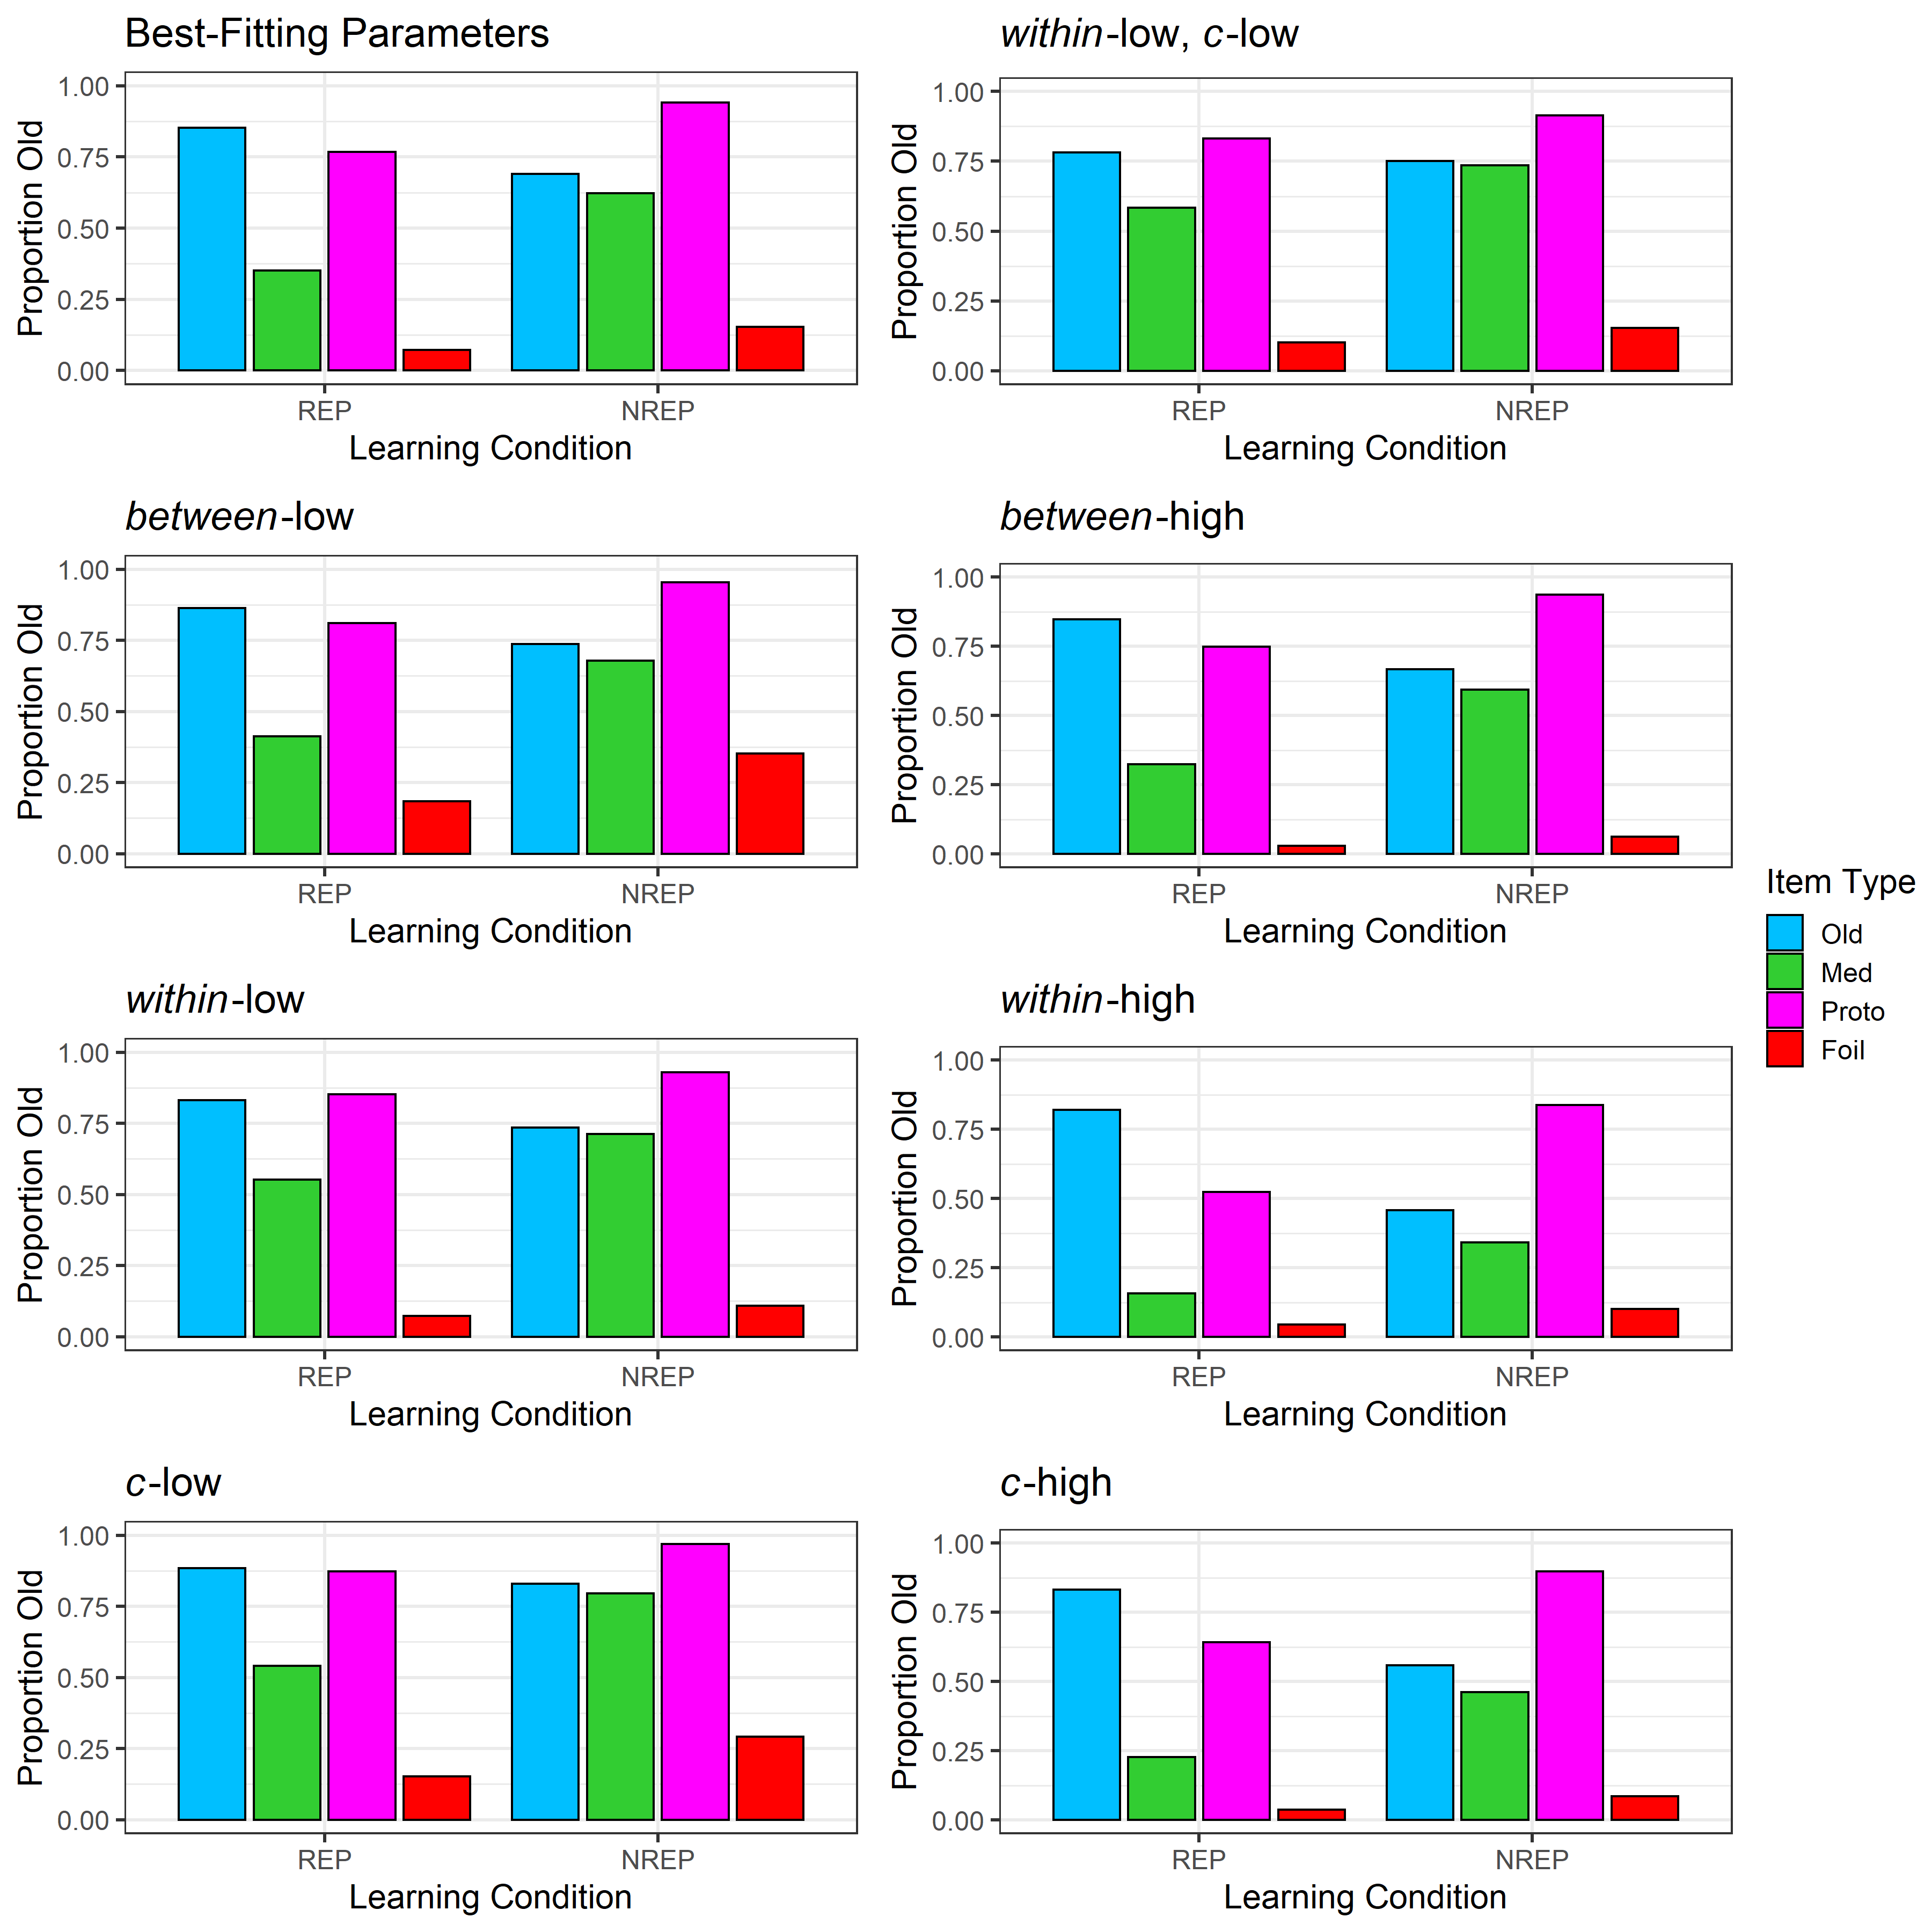 Best-Fitting Parameters
Proportion Old
1.00
0.75
0.50
0.25
0.00
REP NREP
Learning Condition
within-low, c-low
Proportion Old
1.00
0.75
0.50
0.25
0.00
REP NREP
Learning Condition
between-low
Proportion Old
1.00
0.75
0.50
0.25
0.00
REP NREP
Learning Condition
between-high
Proportion Old
1.00
0.75
0.50
0.25
0.00
REP NREP
Learning Condition
within-low
Proportion Old
1.00
0.75
0.50
0.25
0.00
REP NREP
Learning Condition
within-high
Proportion Old
1.00
0.75
0.50
0.25
0.00
REP NREP
Learning Condition
c-low
Proportion Old
1.00
0.75
0.50
0.25
0.00
REP NREP
Learning Condition
c-high
Proportion Old
1.00
0.75
0.50
0.25
0.00
REP NREP
Learning Condition
Item Type
Old
Med
Proto
Foil